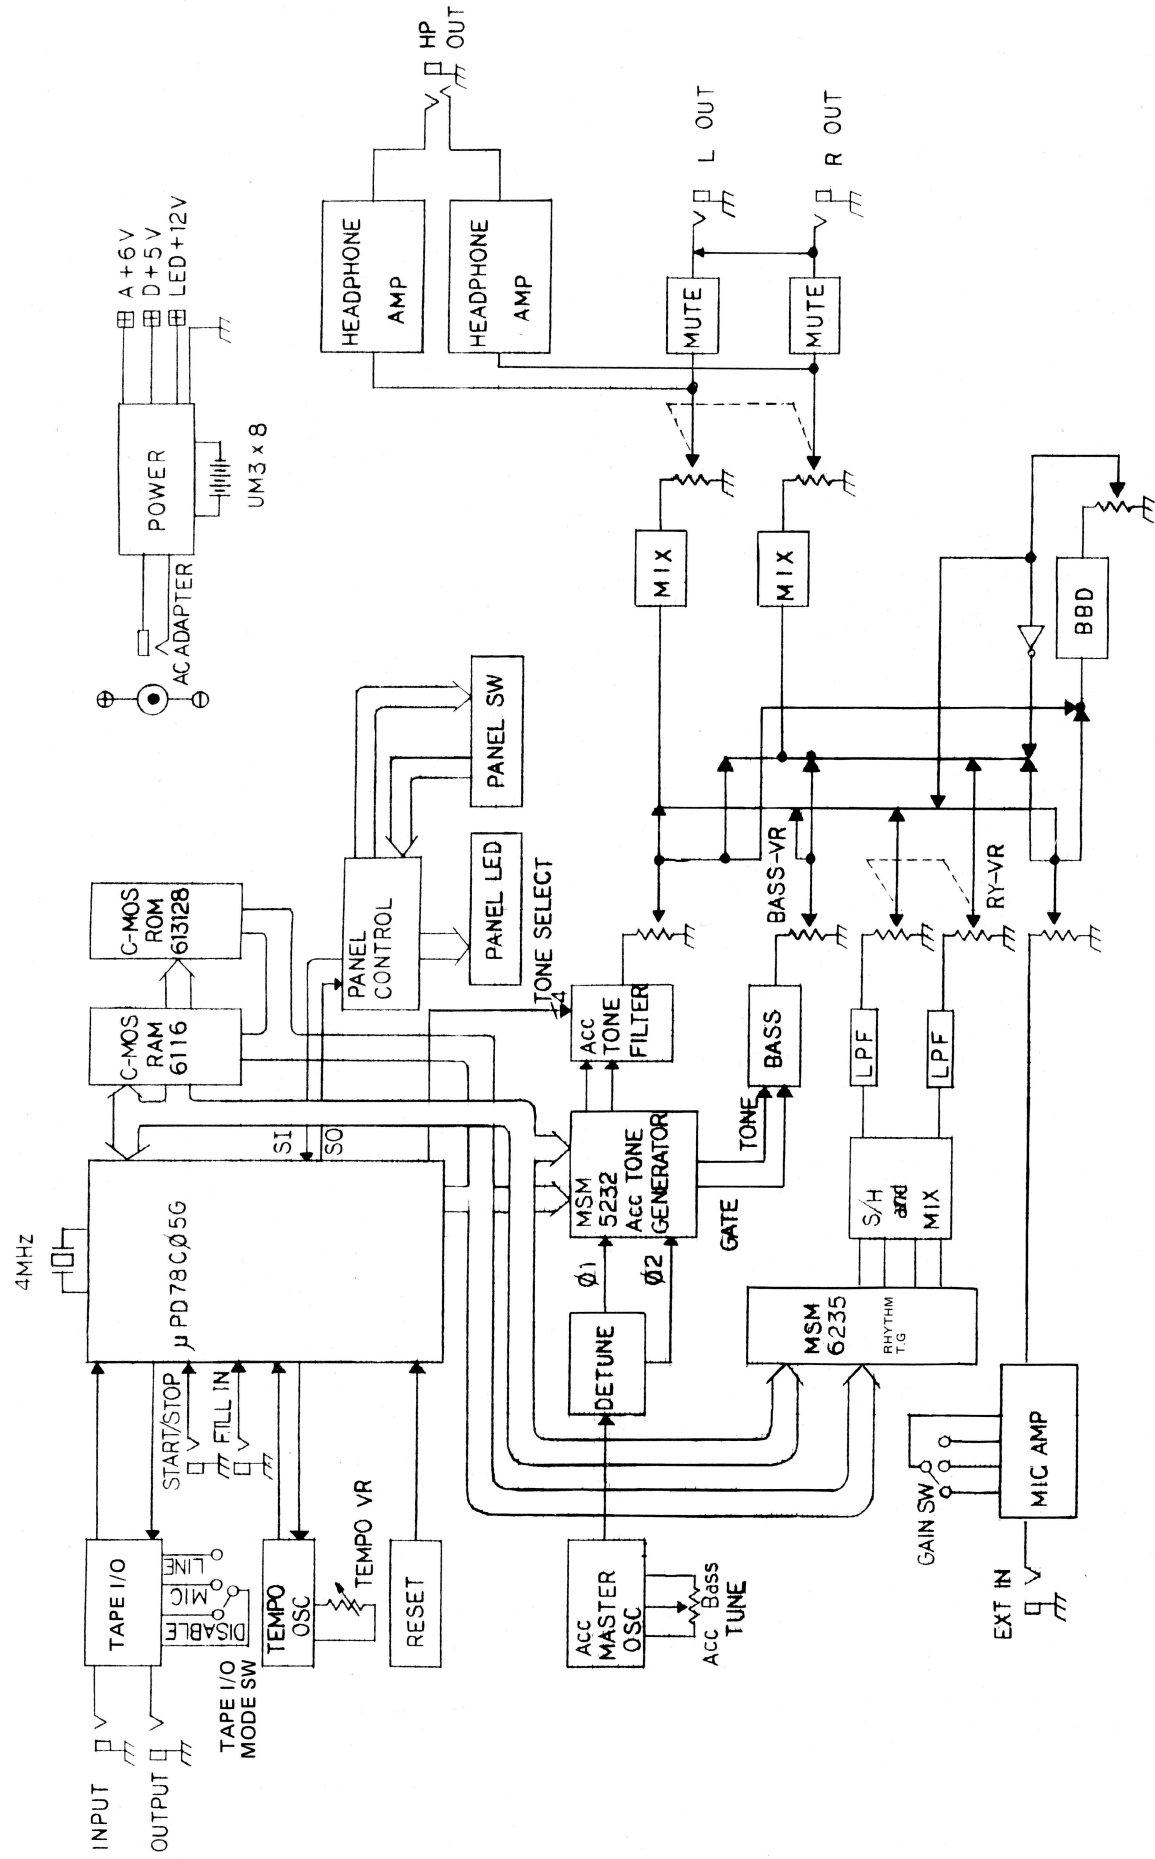 INPUT
OUTPUT
TAPE I/O
DISABLE
MIC
LINE
TAPE I/O
MODE SW
START/STOP
FILL IN
TEMPO
OSC
TEMPO VR
RESET
4MHz
μPD78CØ5G
SI
SO
C-MOS
RAM
6116
C-MOS
ROM
613128
PANEL
CONTROL
PANEL LED
PANEL SW
AC ADAPTER
POWER
UM3 x 8
A+6V
D+5V
LED+12V
ACC
MASTER
OSC
Acc Bass
TUNE
DETUNE
Ø1
Ø2
MSM
5232
Acc TONE
GENERATOR
TONE SELECT
4
Acc
TONE
FILTER
GATE
TONE
BASS
BASS-VR
MSM
6235
RHYTHM
T.G
S/H
and
MIX
LPF
LPF
RY-VR
EXT IN
GAIN SW
MIC AMP
BBD
MIX
MIX
MUTE
MUTE
HEADPHONE
AMP
HEADPHONE
AMP
HP
OUT
L OUT
R OUT